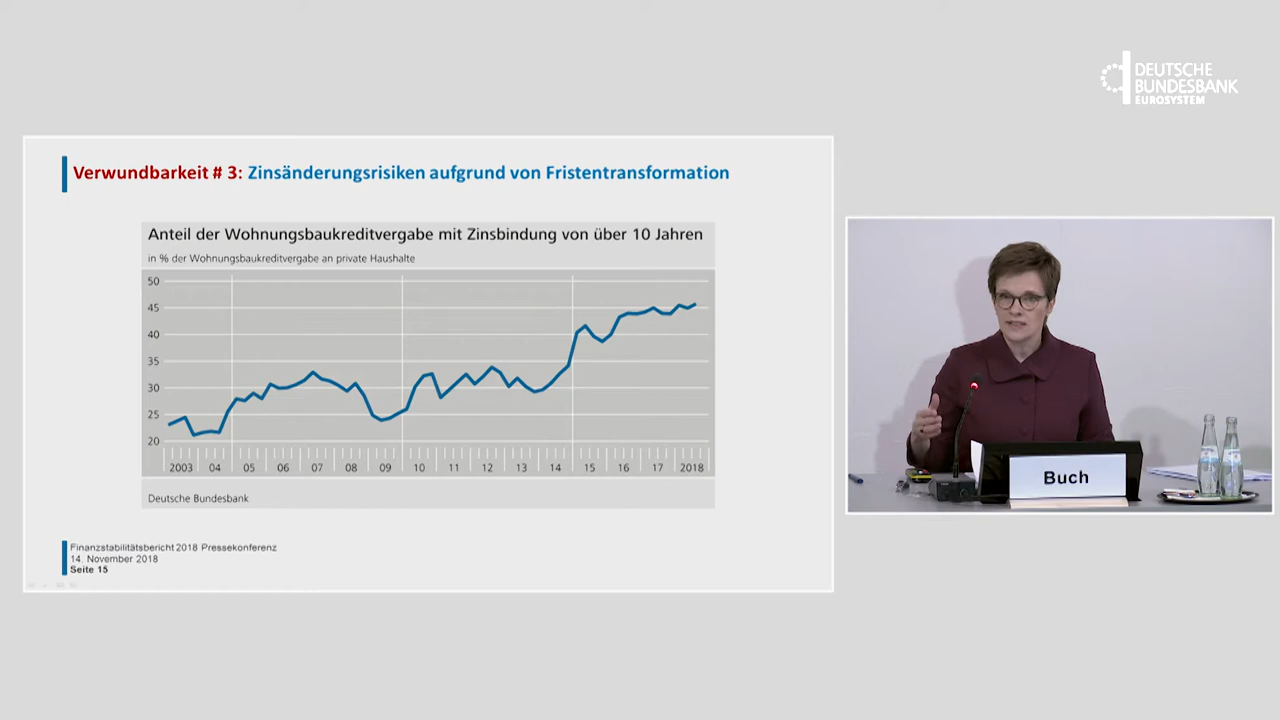 DEUTSCHE
BUNDESBANK
EUROSYSTEM
Verwundbarkeit # 3: Zinsänderungsrisiken aufgrund von Fristentransformation
Anteil der Wohnungsbaukreditvergabe mit Zinsbindung von über 10 Jahren
in % der Wohnungsbaukreditvergabe an private Haushalte
50
45
40
35
30
25
20
2003 04 05 06 07 08 09 10 11 12 13 14 15 16 17 2018
Deutsche Bundesbank
Finanzstabilitätsbericht 2018 Pressekonferenz
14. November 2018
Seite 15
Buch